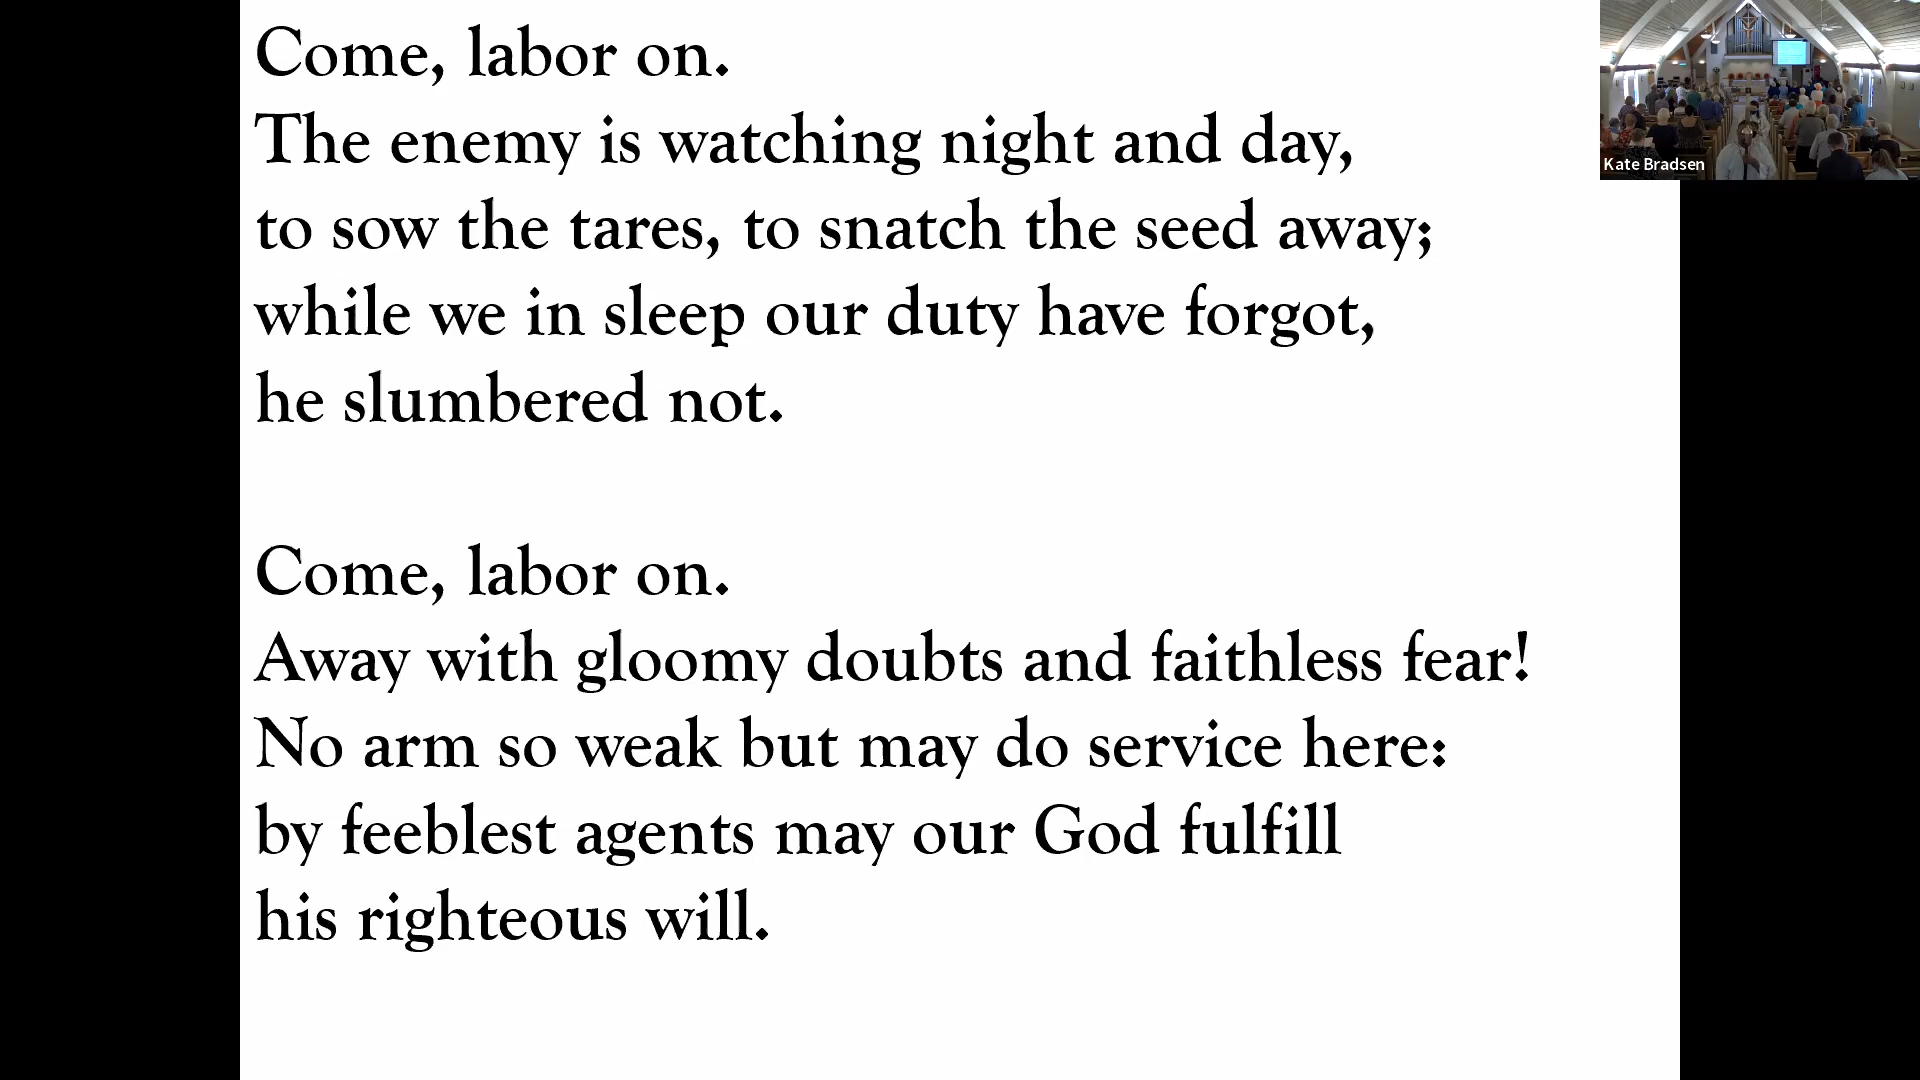 Come, labor on.
The enemy is watching night and day,
to sow the tares, to snatch the seed away;
while we in sleep our duty have forgot,
he slumbered not.
Come, labor on.
Away with gloomy doubts and faithless fear!
No arm so weak but may do service here:
by feeblest agents may our God fulfill
his righteous will.
Kate Bradsen